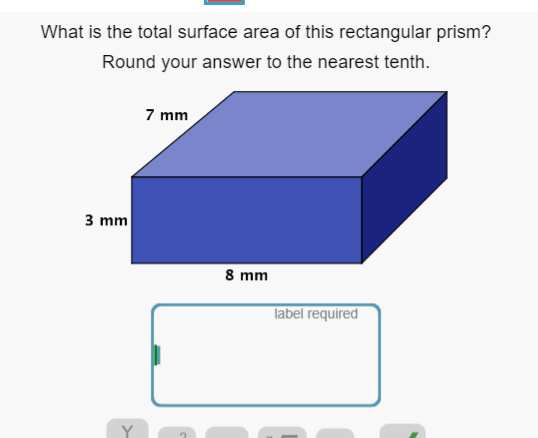 What is the total surface area of this rectangular prism?
Round your answer to the nearest tenth.
7 mm
3 mm
8 mm
label required